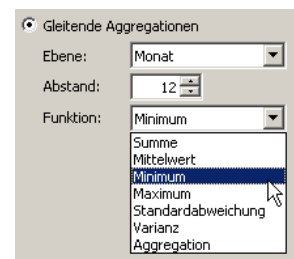 Gleitende Aggregationen
Ebene: Monat
Abstand: 12
Funktion: Minimum
Summe
Mittelwert
Minimum
Maximum
Standardabweichung
Varianz
Aggregation